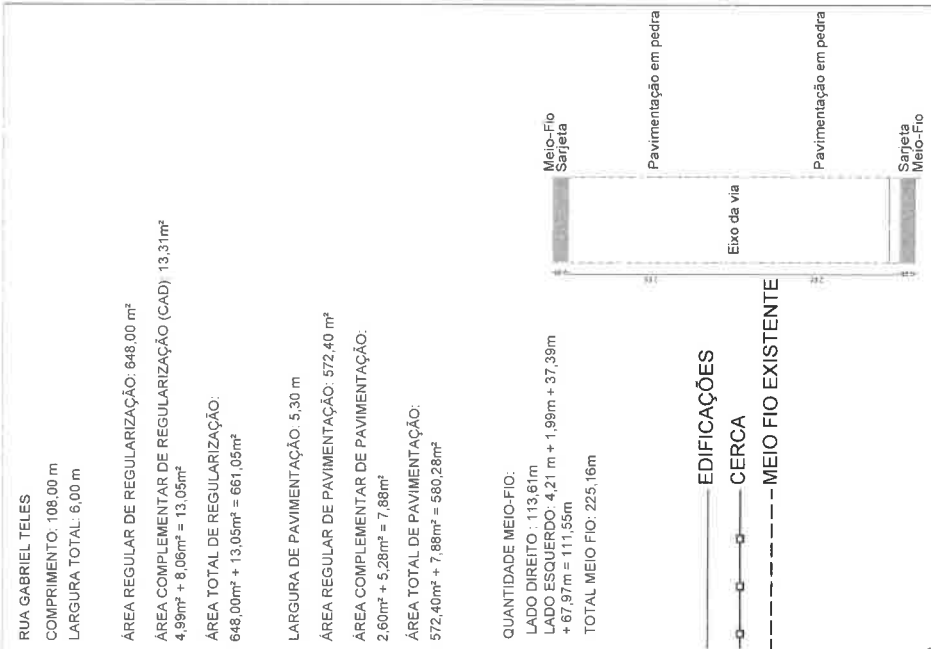 RUA GABRIEL TELES
COMPRIMENTO: 108,00 m
LARGURA TOTAL: 6,00 m
ÁREA REGULAR DE REGULARIZAÇÃO: 648,00 m²
ÁREA COMPLEMENTAR DE REGULARIZAÇÃO (CAD): 13,31m²
4,99m² + 8,06m² = 13,05m²
ÁREA TOTAL DE REGULARIZAÇÃO:
648,00m² + 13,05m² = 661,05m²
LARGURA DE PAVIMENTAÇÃO: 5,30 m
ÁREA REGULAR DE PAVIMENTAÇÃO: 572,40 m²
ÁREA COMPLEMENTAR DE PAVIMENTAÇÃO:
2,60m² + 5,28m² = 7,88m²
ÁREA TOTAL DE PAVIMENTAÇÃO:
572,40m² + 7,88m² = 580,28m²
QUANTIDADE MEIO-FIO:
LADO DIREITO : 113,61m
LADO ESQUERDO: 4,21 m + 1,99m + 37,39m
+ 67,97m = 111,55m
TOTAL MEIO FIO: 225,16m
Meio-Fio
Sarjeta
Pavimentação em pedra
Eixo da via
Pavimentação em pedra
Sarjeta
Meio-Fio
EDIFICAÇÕES
CERCA
MEIO FIO EXISTENTE